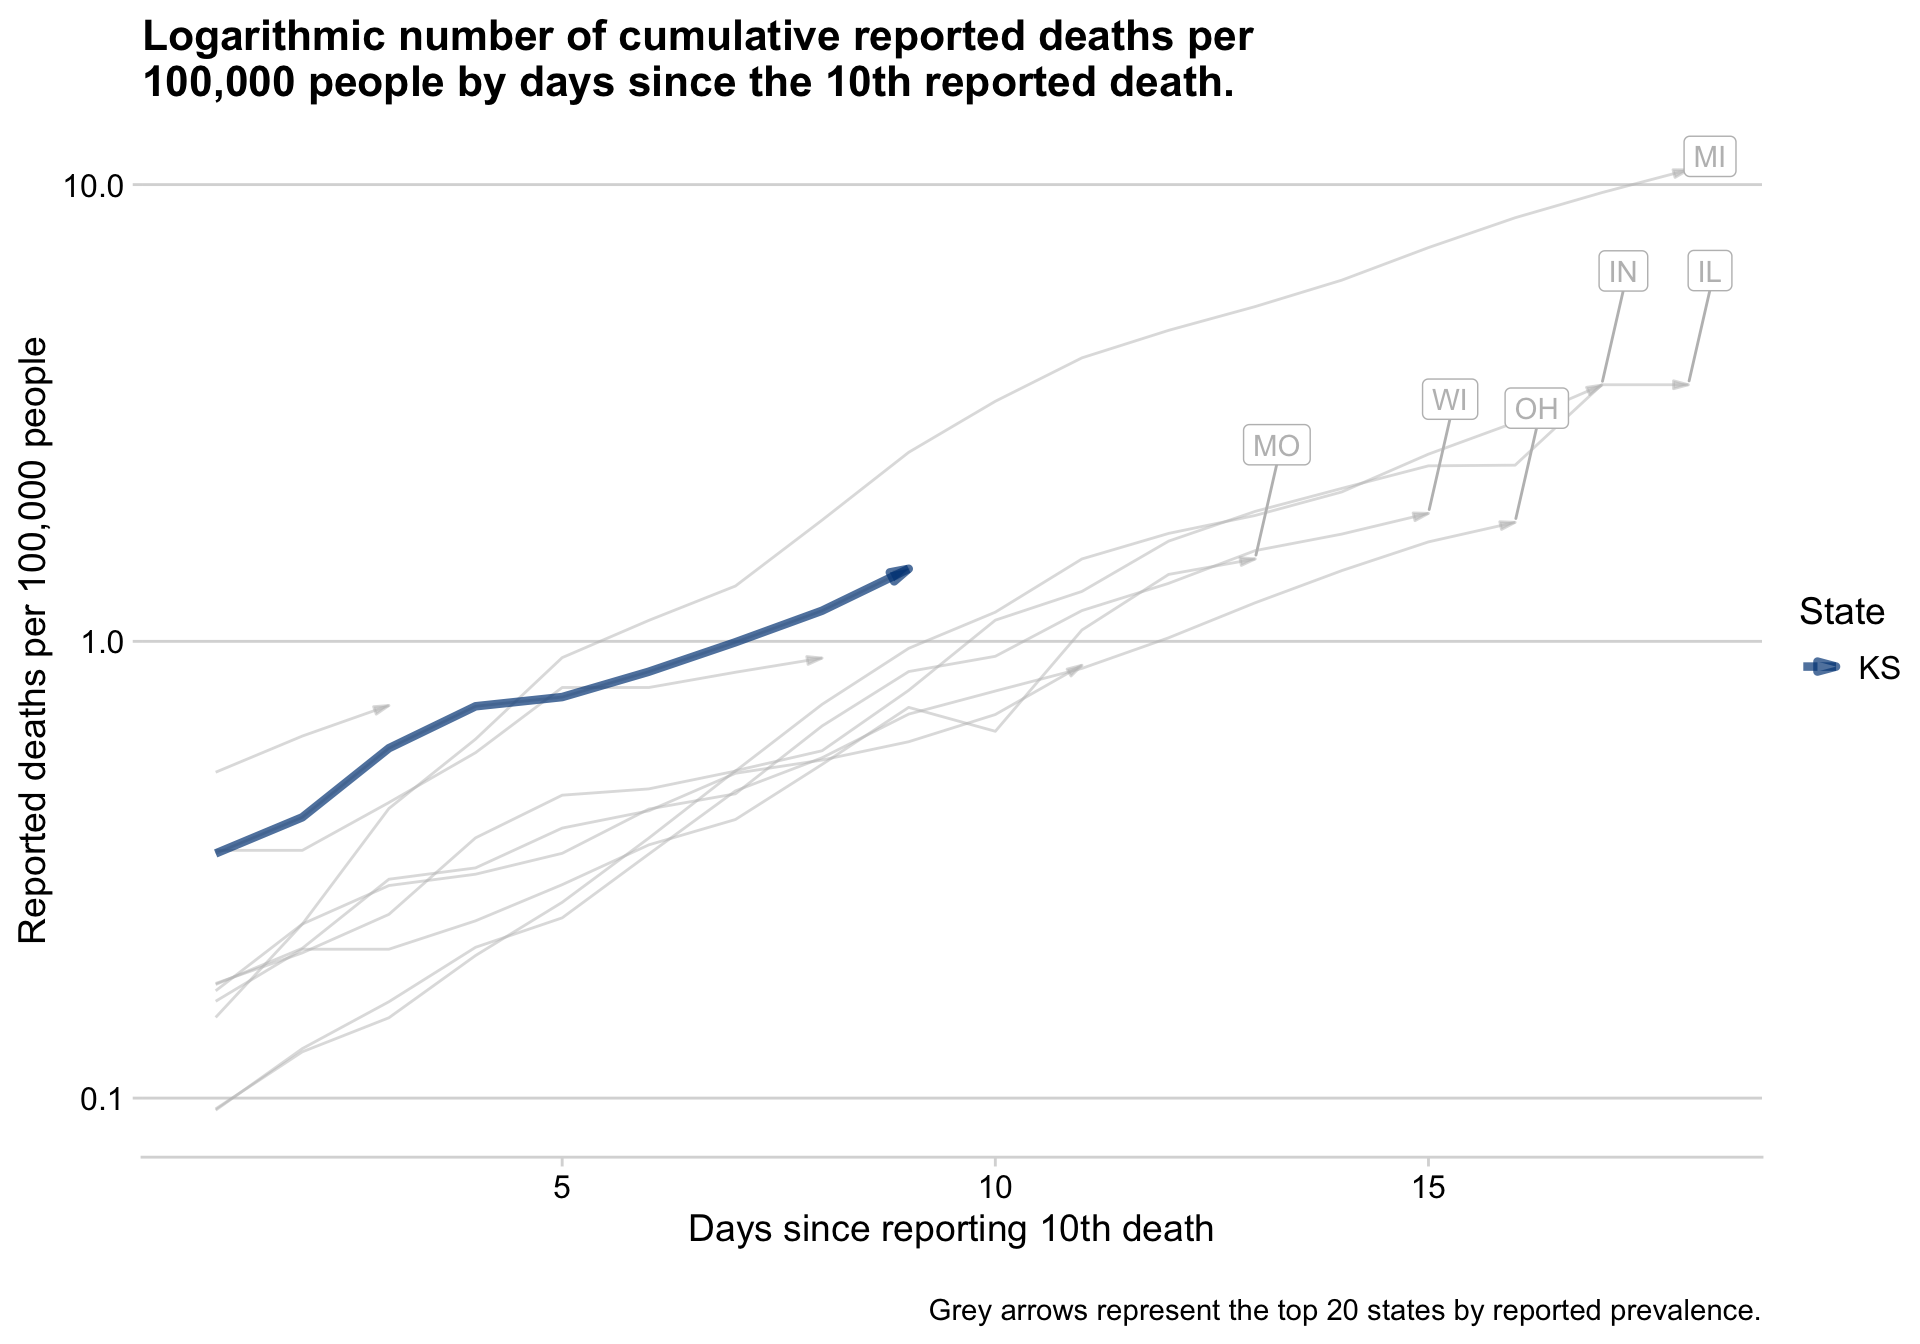 Logarithmic number of cumulative reported deaths per
100,000 people by days since the 10th reported death.
Reported deaths per 100,000 people
10.0
1.0
0.1
MI
IN
IL
WI
OH
MO
State
KS
5
10
15
Days since reporting 10th death
Grey arrows represent the top 20 states by reported prevalence.